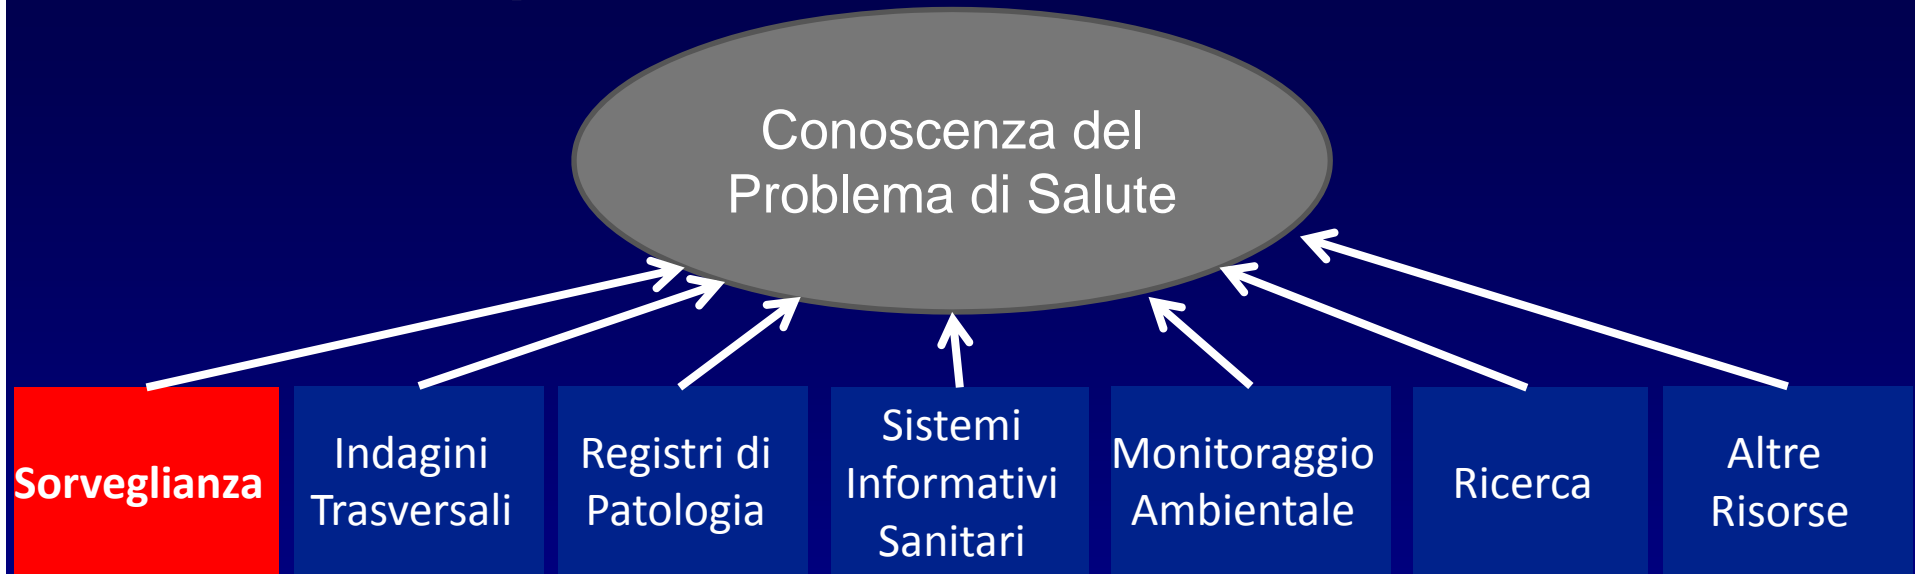 Conoscenza del
Problema di Salute
Sorveglianza
Indagini
Trasversali
Registri di
Patologia
Sistemi
Informativi
Sanitari
Monitoraggio
Ambientale
Ricerca
Altre
Risorse